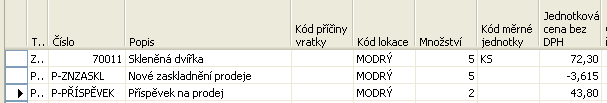 T.. Číslo Popis Kód příčiny vratky Kód lokace Množství Kód měrné jednotky Jednotková cena bez DPH
Z.. 70011 Skleněná dvířka MODRÝ 5 KS 72,30
P.. P-ZNZASKL Nové zaskladnění prodeje MODRÝ 5 -3,615
P.. P-PŘÍSPĚVEK Příspěvek na prodej MODRÝ 2 43,80